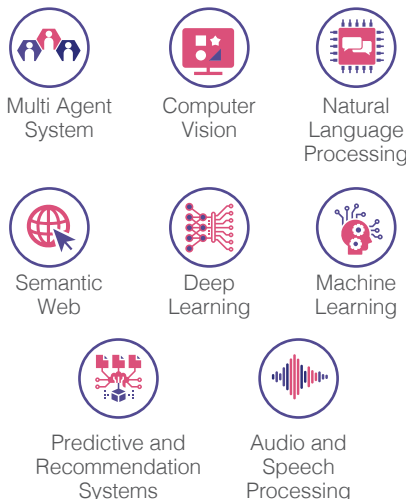 Multi Agent
System
Computer
Vision
Natural
Language
Processing
Semantic
Web
Deep
Learning
Machine
Learning
Predictive and
Recommendation
Systems
Audio and
Speech
Processing